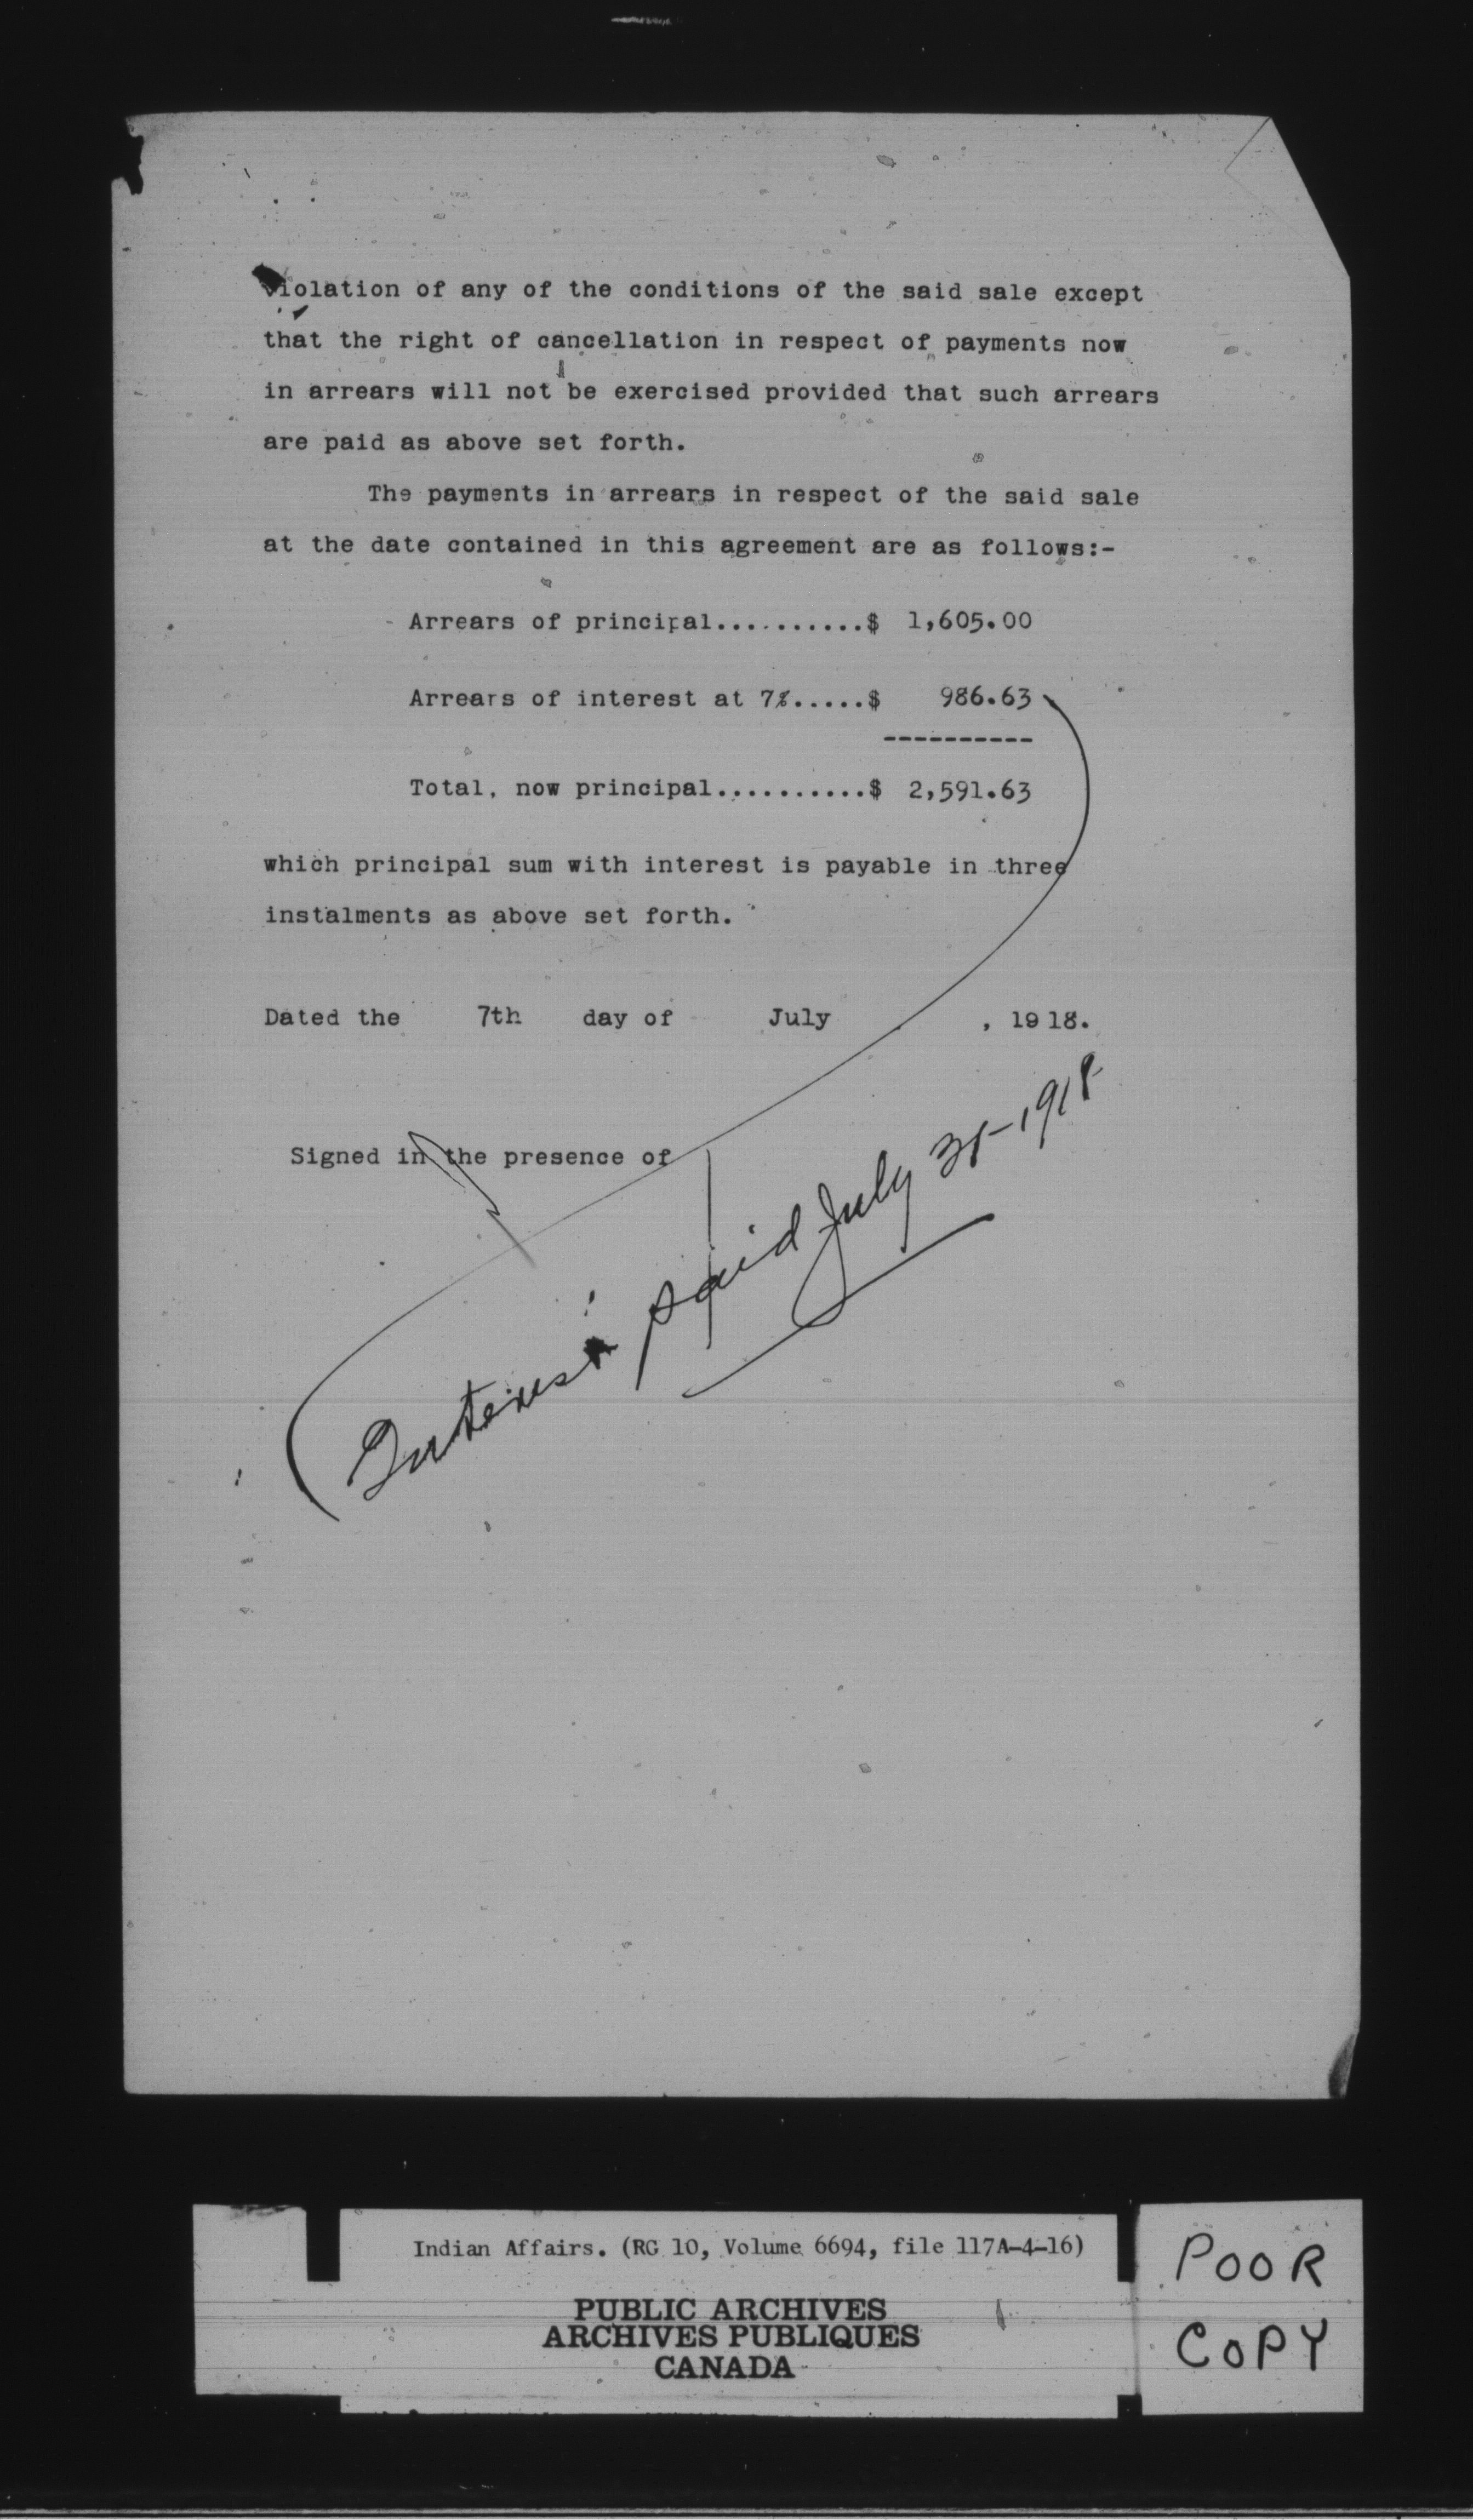 violation of any of the conditions of the said sale except
that the right of cancellation in respect of payments now
in arrears will not be exercised provided that such arrears
are paid as above set forth.
The payments in arrears in respect of the said sale
at the date contained in this agreement are as follows:-
Arrears of principal..........$ 1,605.00
Arrears of interest at 7%.....$ 986.63
----------
Total, now principal..........$ 2,591.63
which principal sum with interest is payable in three
instalments as above set forth.
Dated the 7th day of July , 1918.
Signed in the presence of
Interest paid July 31-1918
Indian Affairs. (RG 10, Volume 6694, file 117A-4-16)
PUBLIC ARCHIVES
ARCHIVES PUBLIQUES
CANADA
POOR
COPY